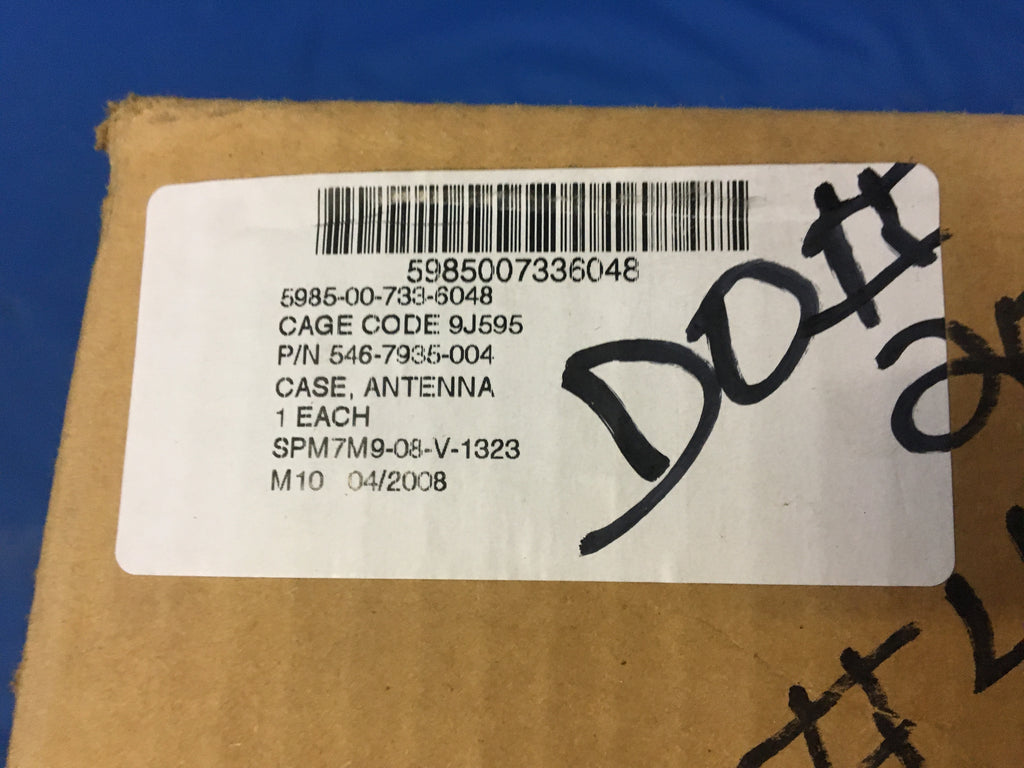 5985007336048
5985-00-733-6048
CAGE CODE 9J595
P/N 546-7935-004
CASE, ANTENNA
1 EACH
SPM7M9-08-V-1323
M10 04/2008
DO#
#